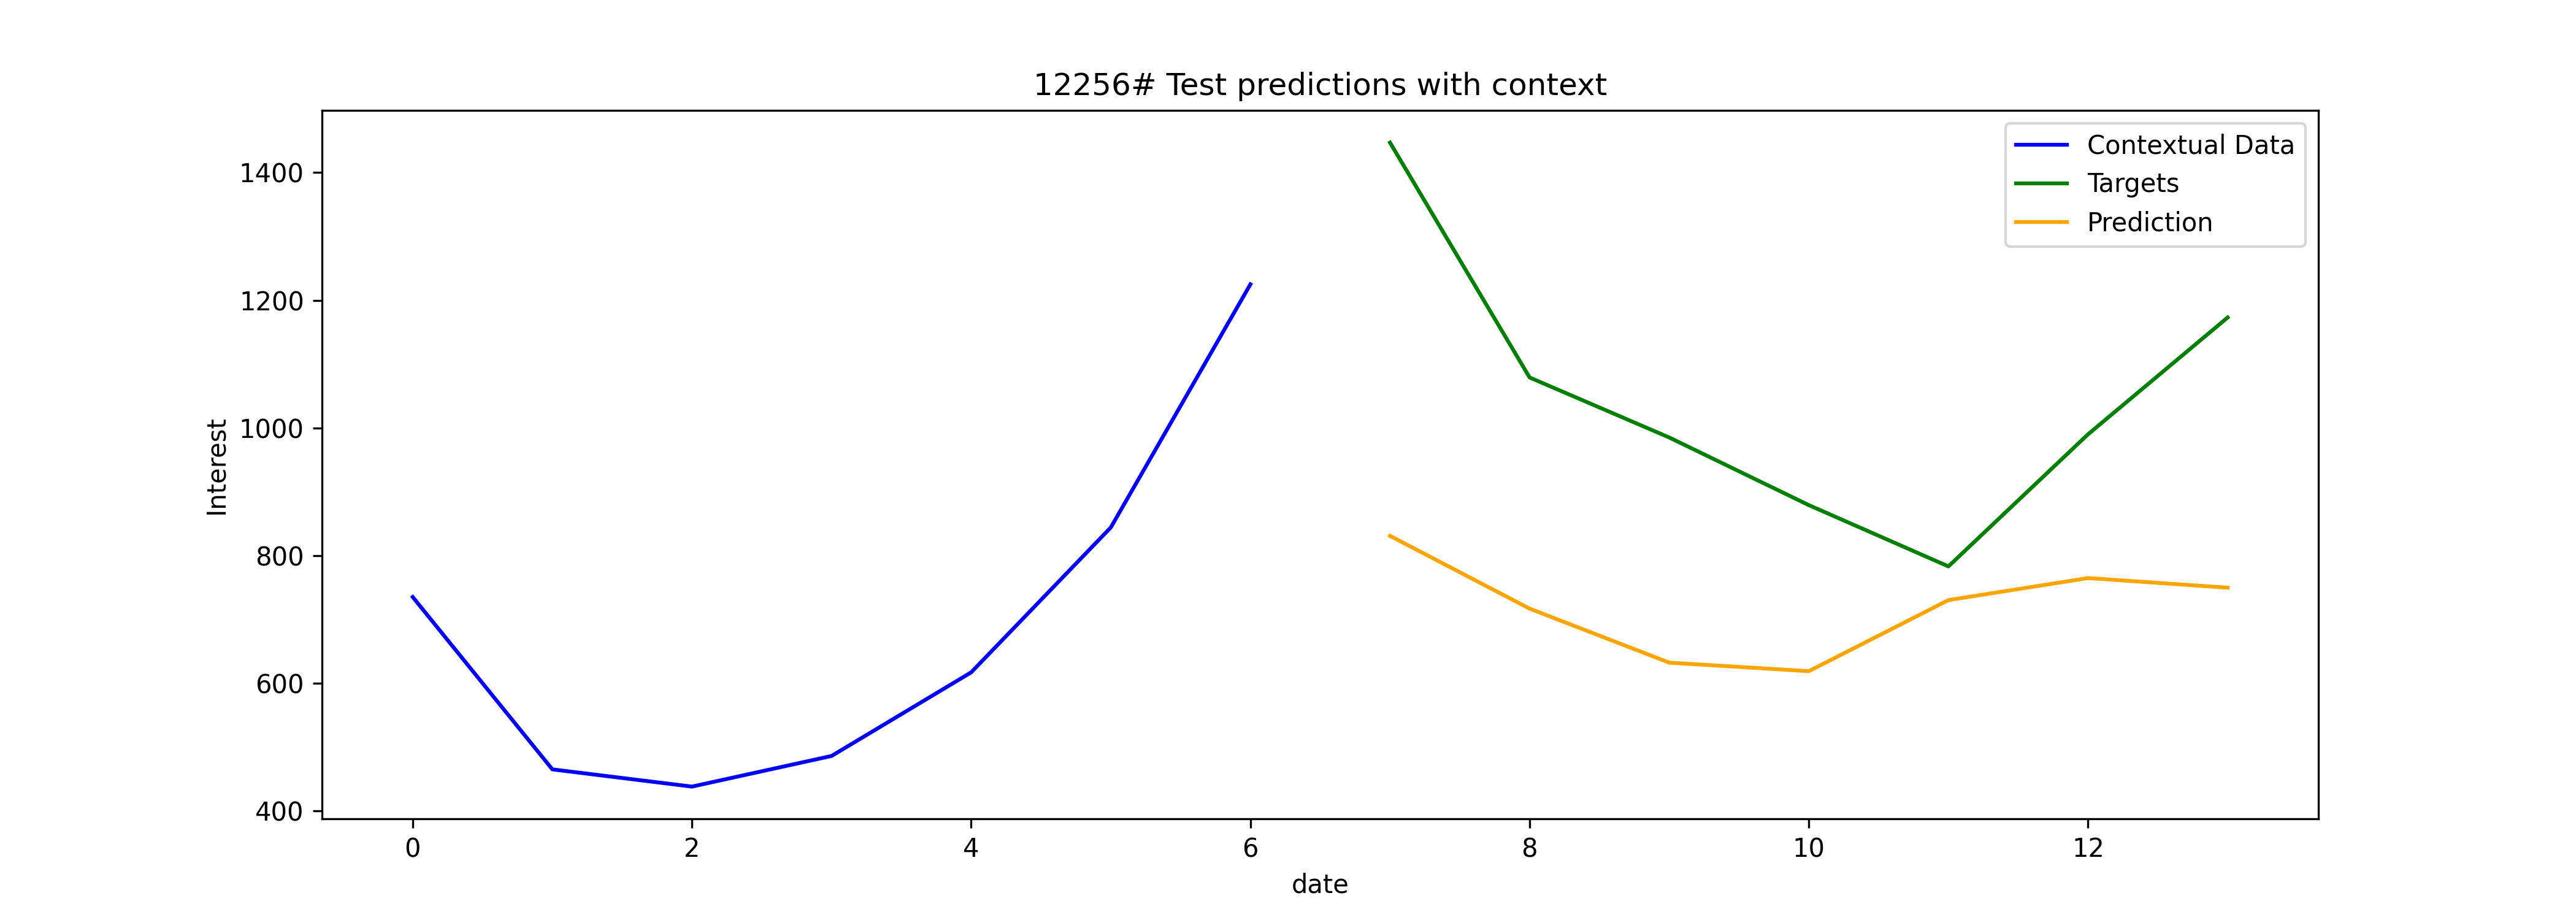 12256# Test predictions with context
Contextual Data
Targets
Prediction
1400
1200
1000
800
600
400
Interest
0 2 4 6 8 10 12
date